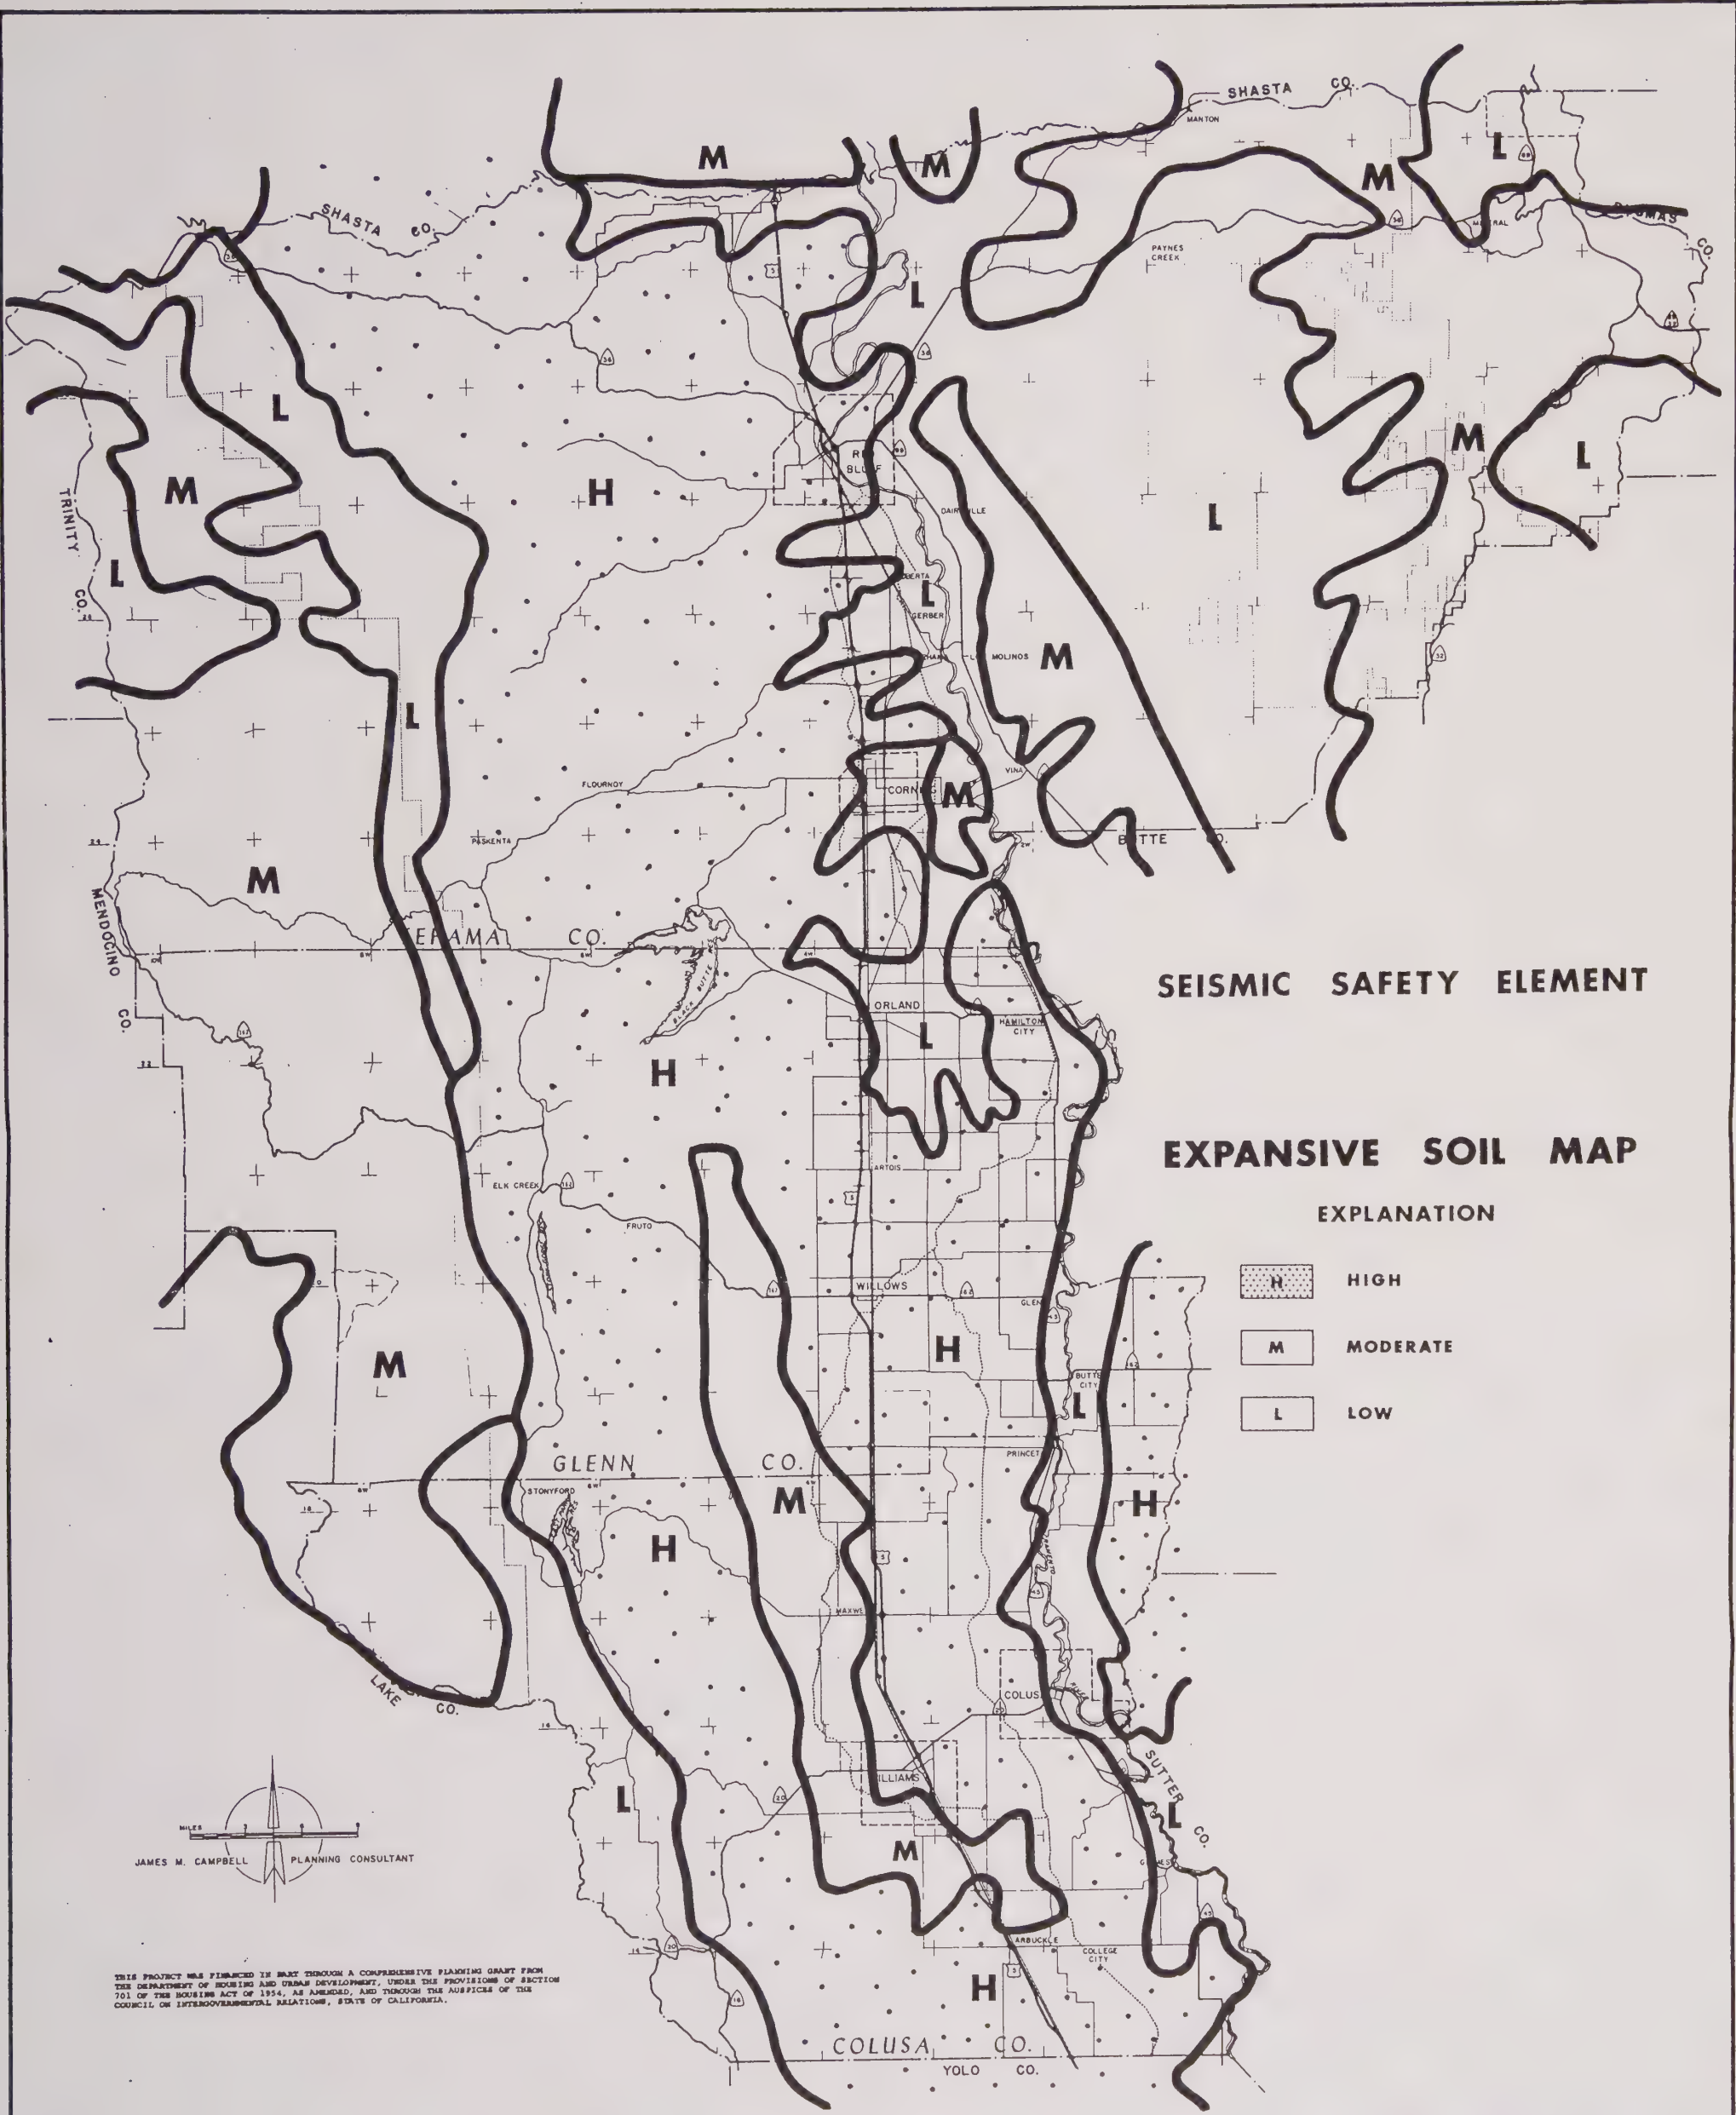 SHASTA CO.
MANTON
M
M
L
M
SHASTA CO.
MINERAL
PLUMAS CO.
PAYNES
CREEK
L
L
M
L
RED
BLUFF
M
H
L
DAIRYVILLE
TRINITY CO.
L
L
GERBER
M
LOS MOLINOS
L
VINA
FLOURNOY
CORNING
M
PASKENTA
BUTTE CO.
M
MENDOCINO CO.
TEHAMA CO.
BLACK BUTTE
SEISMIC SAFETY ELEMENT
ORLAND
HAMILTON
CITY
L
H
EXPANSIVE SOIL MAP
ARTOIS
ELK CREEK
EXPLANATION
FRUTO
H HIGH
WILLOWS
GLENN
M MODERATE
H
M
BUTTE
CITY
L
L LOW
PRINCETON
GLENN CO.
STONYFORD
M
H
H
MAXWELL
LAKE CO.
COLUSA
SUTTER CO.
WILLIAMS
L
L
MILES
M
JAMES M. CAMPBELL PLANNING CONSULTANT
GRIMES
ARBUCKLE
COLLEGE
CITY
THIS PROJECT WAS FINANCED IN PART THROUGH A COMPREHENSIVE PLANNING GRANT FROM
THE DEPARTMENT OF HOUSING AND URBAN DEVELOPMENT, UNDER THE PROVISIONS OF SECTION
701 OF THE HOUSING ACT OF 1954, AS AMENDED, AND THROUGH THE AUSPICES OF THE
COUNCIL ON INTERGOVERNMENTAL RELATIONS, STATE OF CALIFORNIA.
H
COLUSA CO.
YOLO CO.